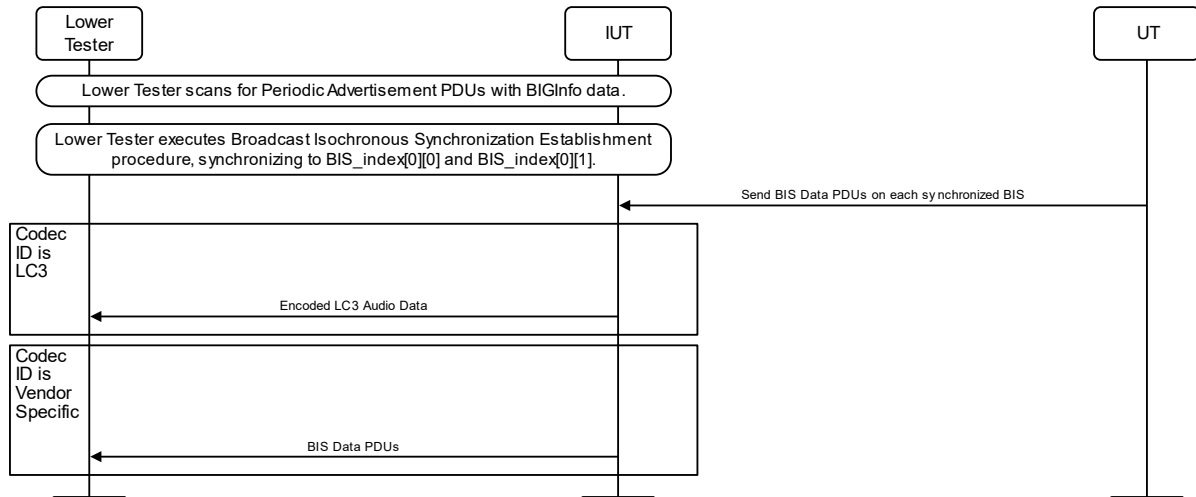 Lower
Tester
IUT
UT
Lower Tester scans for Periodic Advertisement PDUs with BIGInfo data.
Lower Tester executes Broadcast Isochronous Synchronization Establishment
procedure, synchronizing to BIS_index[0][0] and BIS_index[0][1].
Send BIS Data PDUs on each synchronized BIS
Codec
ID is
LC3
Encoded LC3 Audio Data
Codec
ID is
Vendor
Specific
BIS Data PDUs